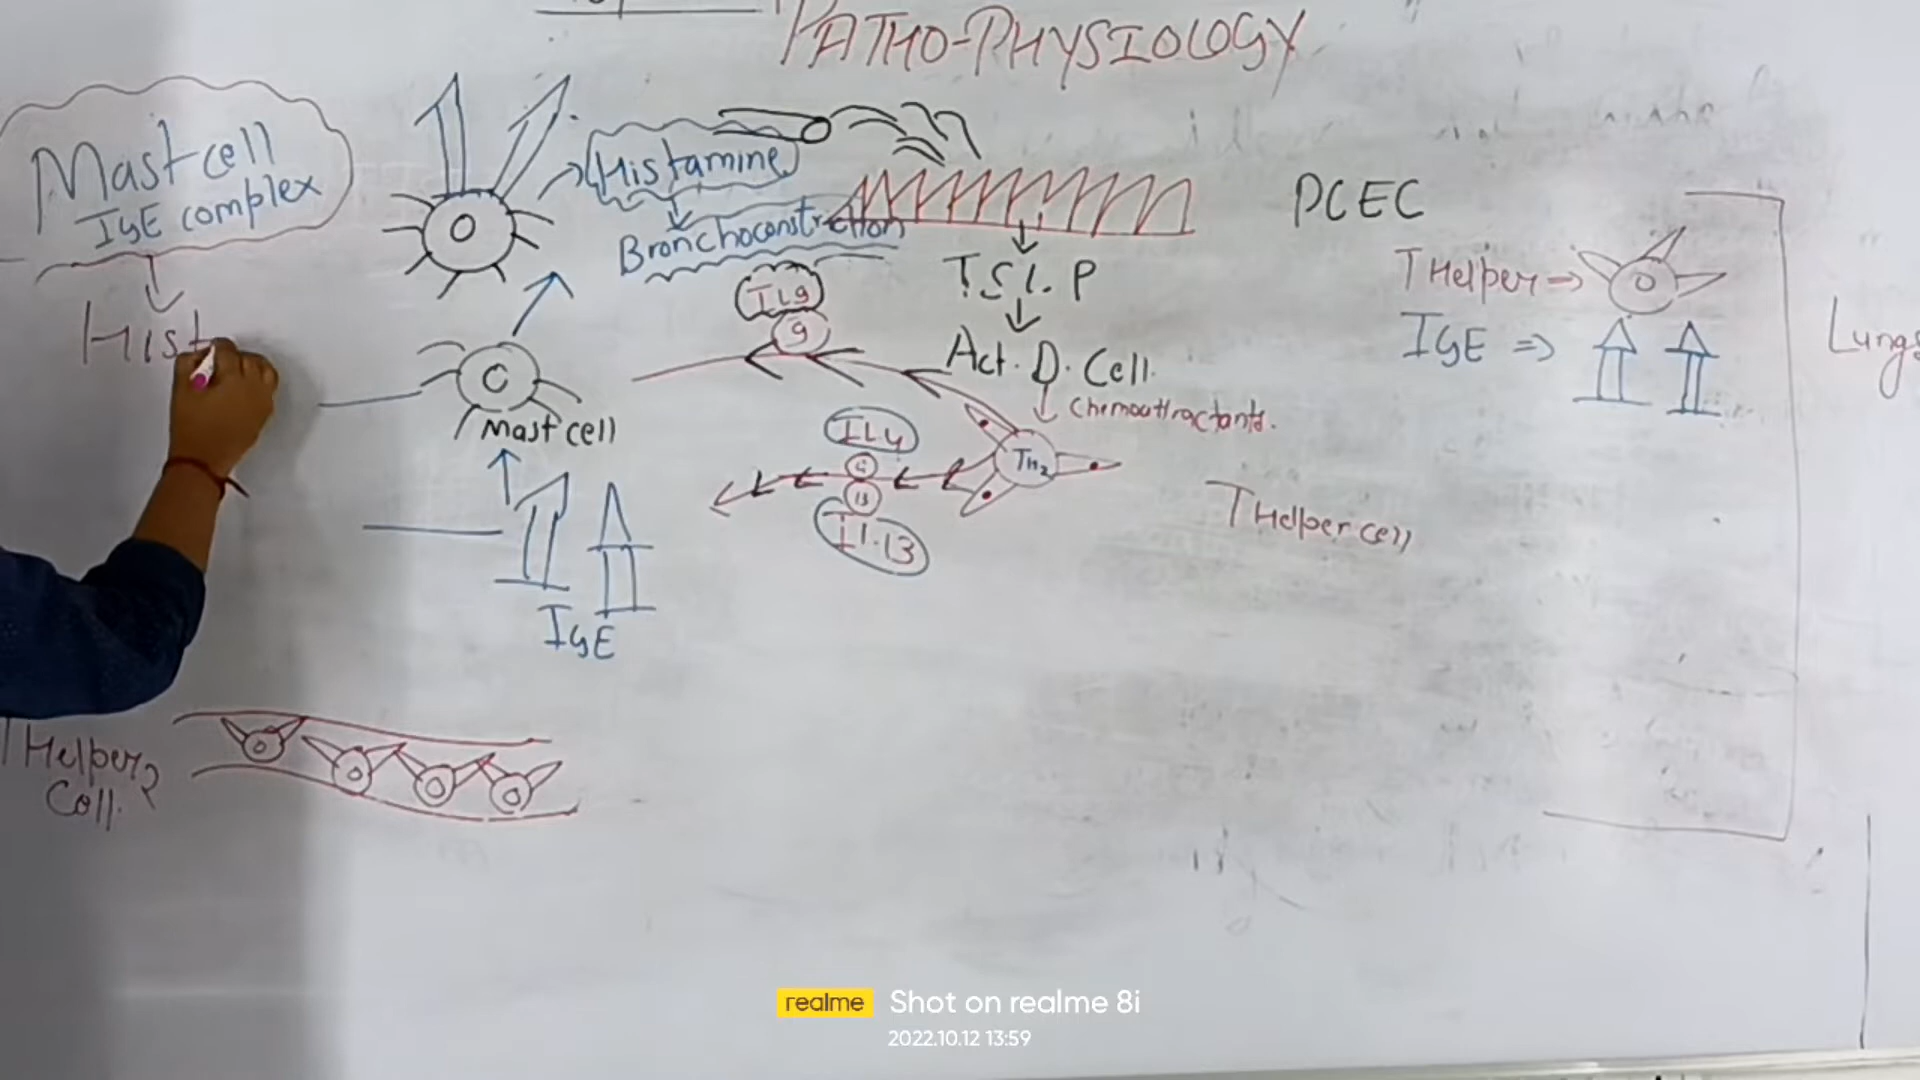 PATHO-PHYSIOLOGY
Mast cell
IgE complex
Hist
Histamine
Bronchoconstraction
T.S.L.P
Act. D. Cell.
Chemoattractants.
IL9
9
Mast cell
IL4
4
13
IL.13
TH2
T Helper cell
IgE
T Helper 2
Cell.
PCEC
T Helper →
IgE ⇒
Lungs
realme Shot on realme 8i
2022.10.12 13:59